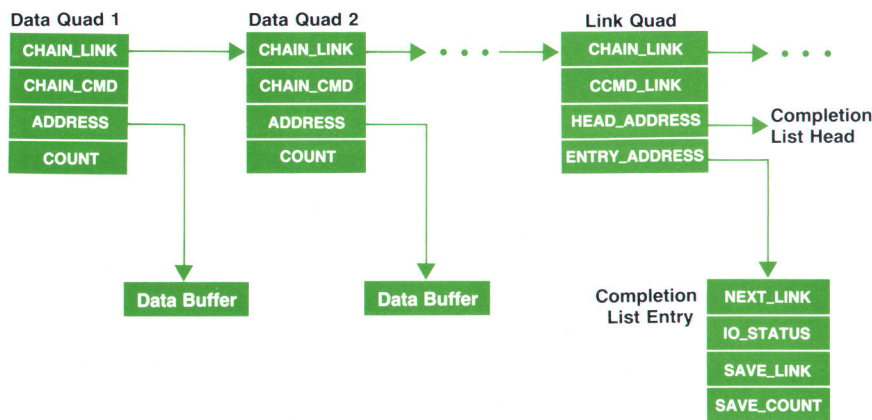 Data Quad 1
CHAIN_LINK
CHAIN_CMD
ADDRESS
COUNT
Data Buffer
Data Quad 2
CHAIN_LINK
CHAIN_CMD
ADDRESS
COUNT
Data Buffer
Link Quad
CHAIN_LINK
CCMD_LINK
HEAD_ADDRESS
ENTRY_ADDRESS
Completion
List Head
Completion
List Entry
NEXT_LINK
IO_STATUS
SAVE_LINK
SAVE_COUNT